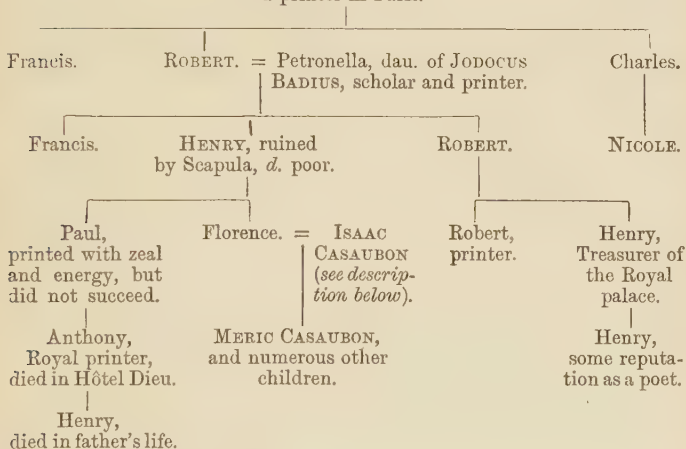 Francis. ROBERT. = Petronella, dau. of JODOCUS Charles.
BADIUS, scholar and printer.
Francis. HENRY, ruined ROBERT. NICOLE.
by Scapula, d. poor.
Paul, Florence. = ISAAC Robert, Henry,
printed with zeal CASAUBON printer. Treasurer of
and energy, but (see descrip- the Royal
did not succeed. tion below). palace.
Anthony, MERIC CASAUBON, Henry,
Royal printer, and numerous other some reputa-
died in Hôtel Dieu. children. tion as a poet.
Henry,
died in father's life.